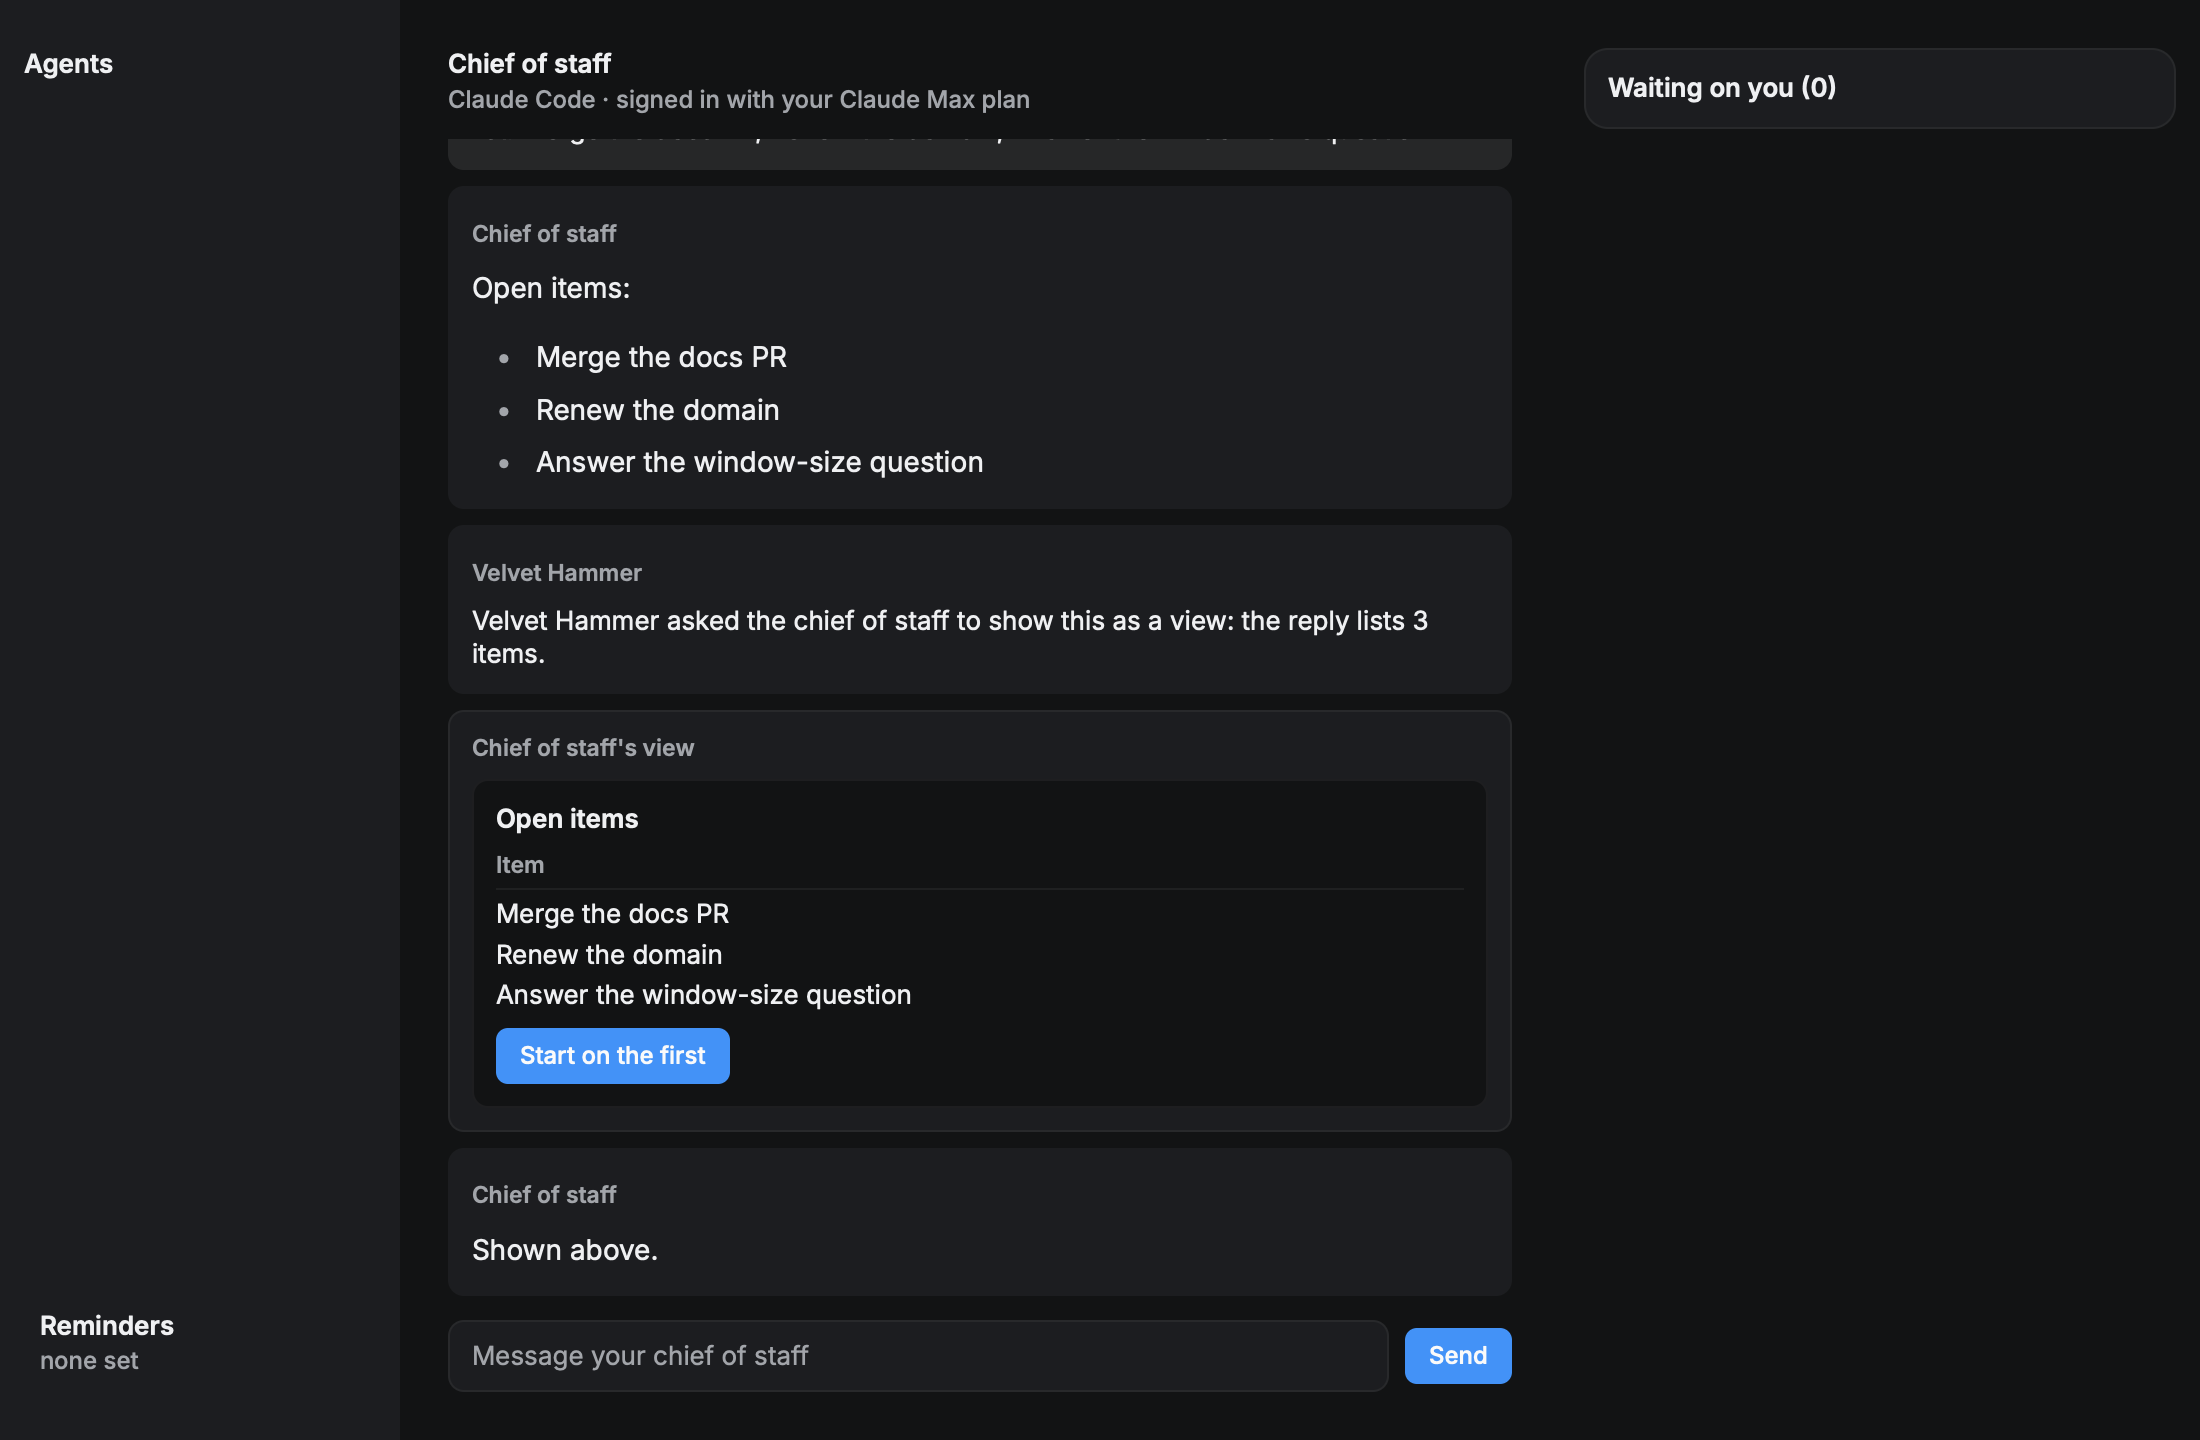 Agents
Chief of staff
Claude Code · signed in with your Claude Max plan
Chief of staff
Open items:
• Merge the docs PR
• Renew the domain
• Answer the window-size question
Velvet Hammer
Velvet Hammer asked the chief of staff to show this as a view: the reply lists 3
items.
Chief of staff's view
Open items
Item
Merge the docs PR
Renew the domain
Answer the window-size question
Start on the first
Chief of staff
Shown above.
Message your chief of staff
Send
Reminders
none set
Waiting on you (0)